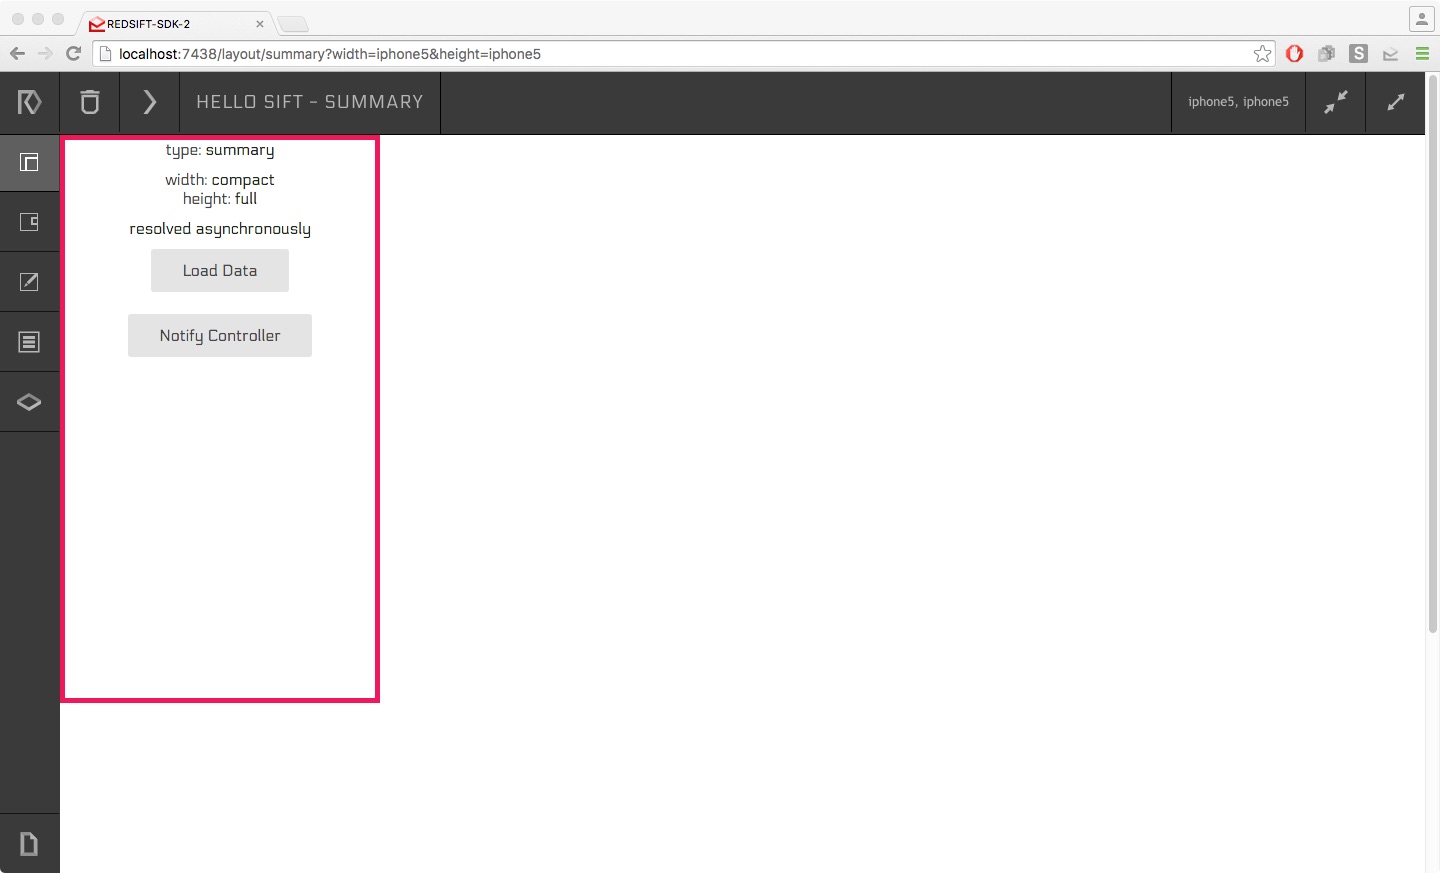 REDSIFT-SDK-2
localhost:7438/layout/summary?width=iphone5&height=iphone5
S
HELLO SIFT - SUMMARY
iphone5, iphone5
type: summary
width: compact
height: full
resolved asynchronously
Load Data
Notify Controller